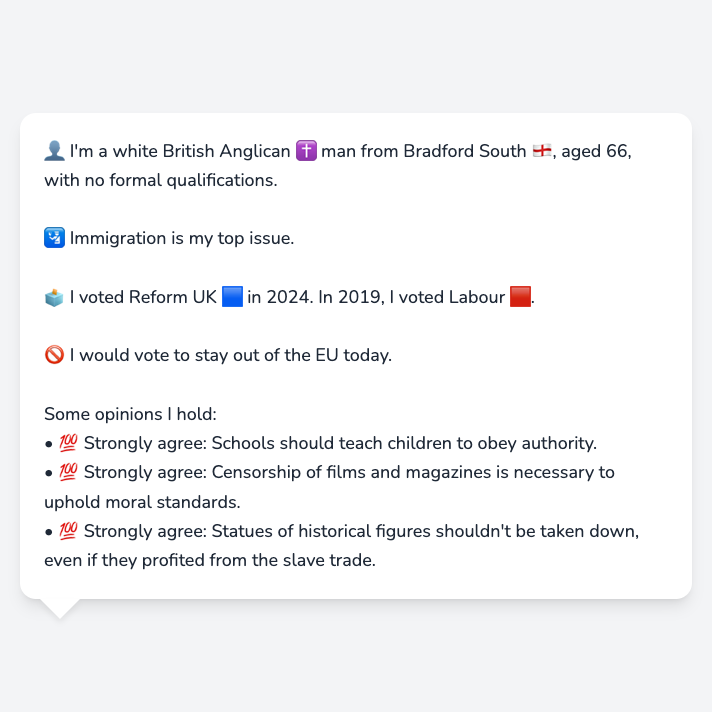 👤 I'm a white British Anglican ✝️ man from Bradford South 🏴󠁧󠁢󠁥󠁮󠁧󠁿, aged 66,
with no formal qualifications.
🛂 Immigration is my top issue.
🗳️ I voted Reform UK 🟦 in 2024. In 2019, I voted Labour 🟥.
🚫 I would vote to stay out of the EU today.
Some opinions I hold:
• 💯 Strongly agree: Schools should teach children to obey authority.
• 💯 Strongly agree: Censorship of films and magazines is necessary to
uphold moral standards.
• 💯 Strongly agree: Statues of historical figures shouldn't be taken down,
even if they profited from the slave trade.